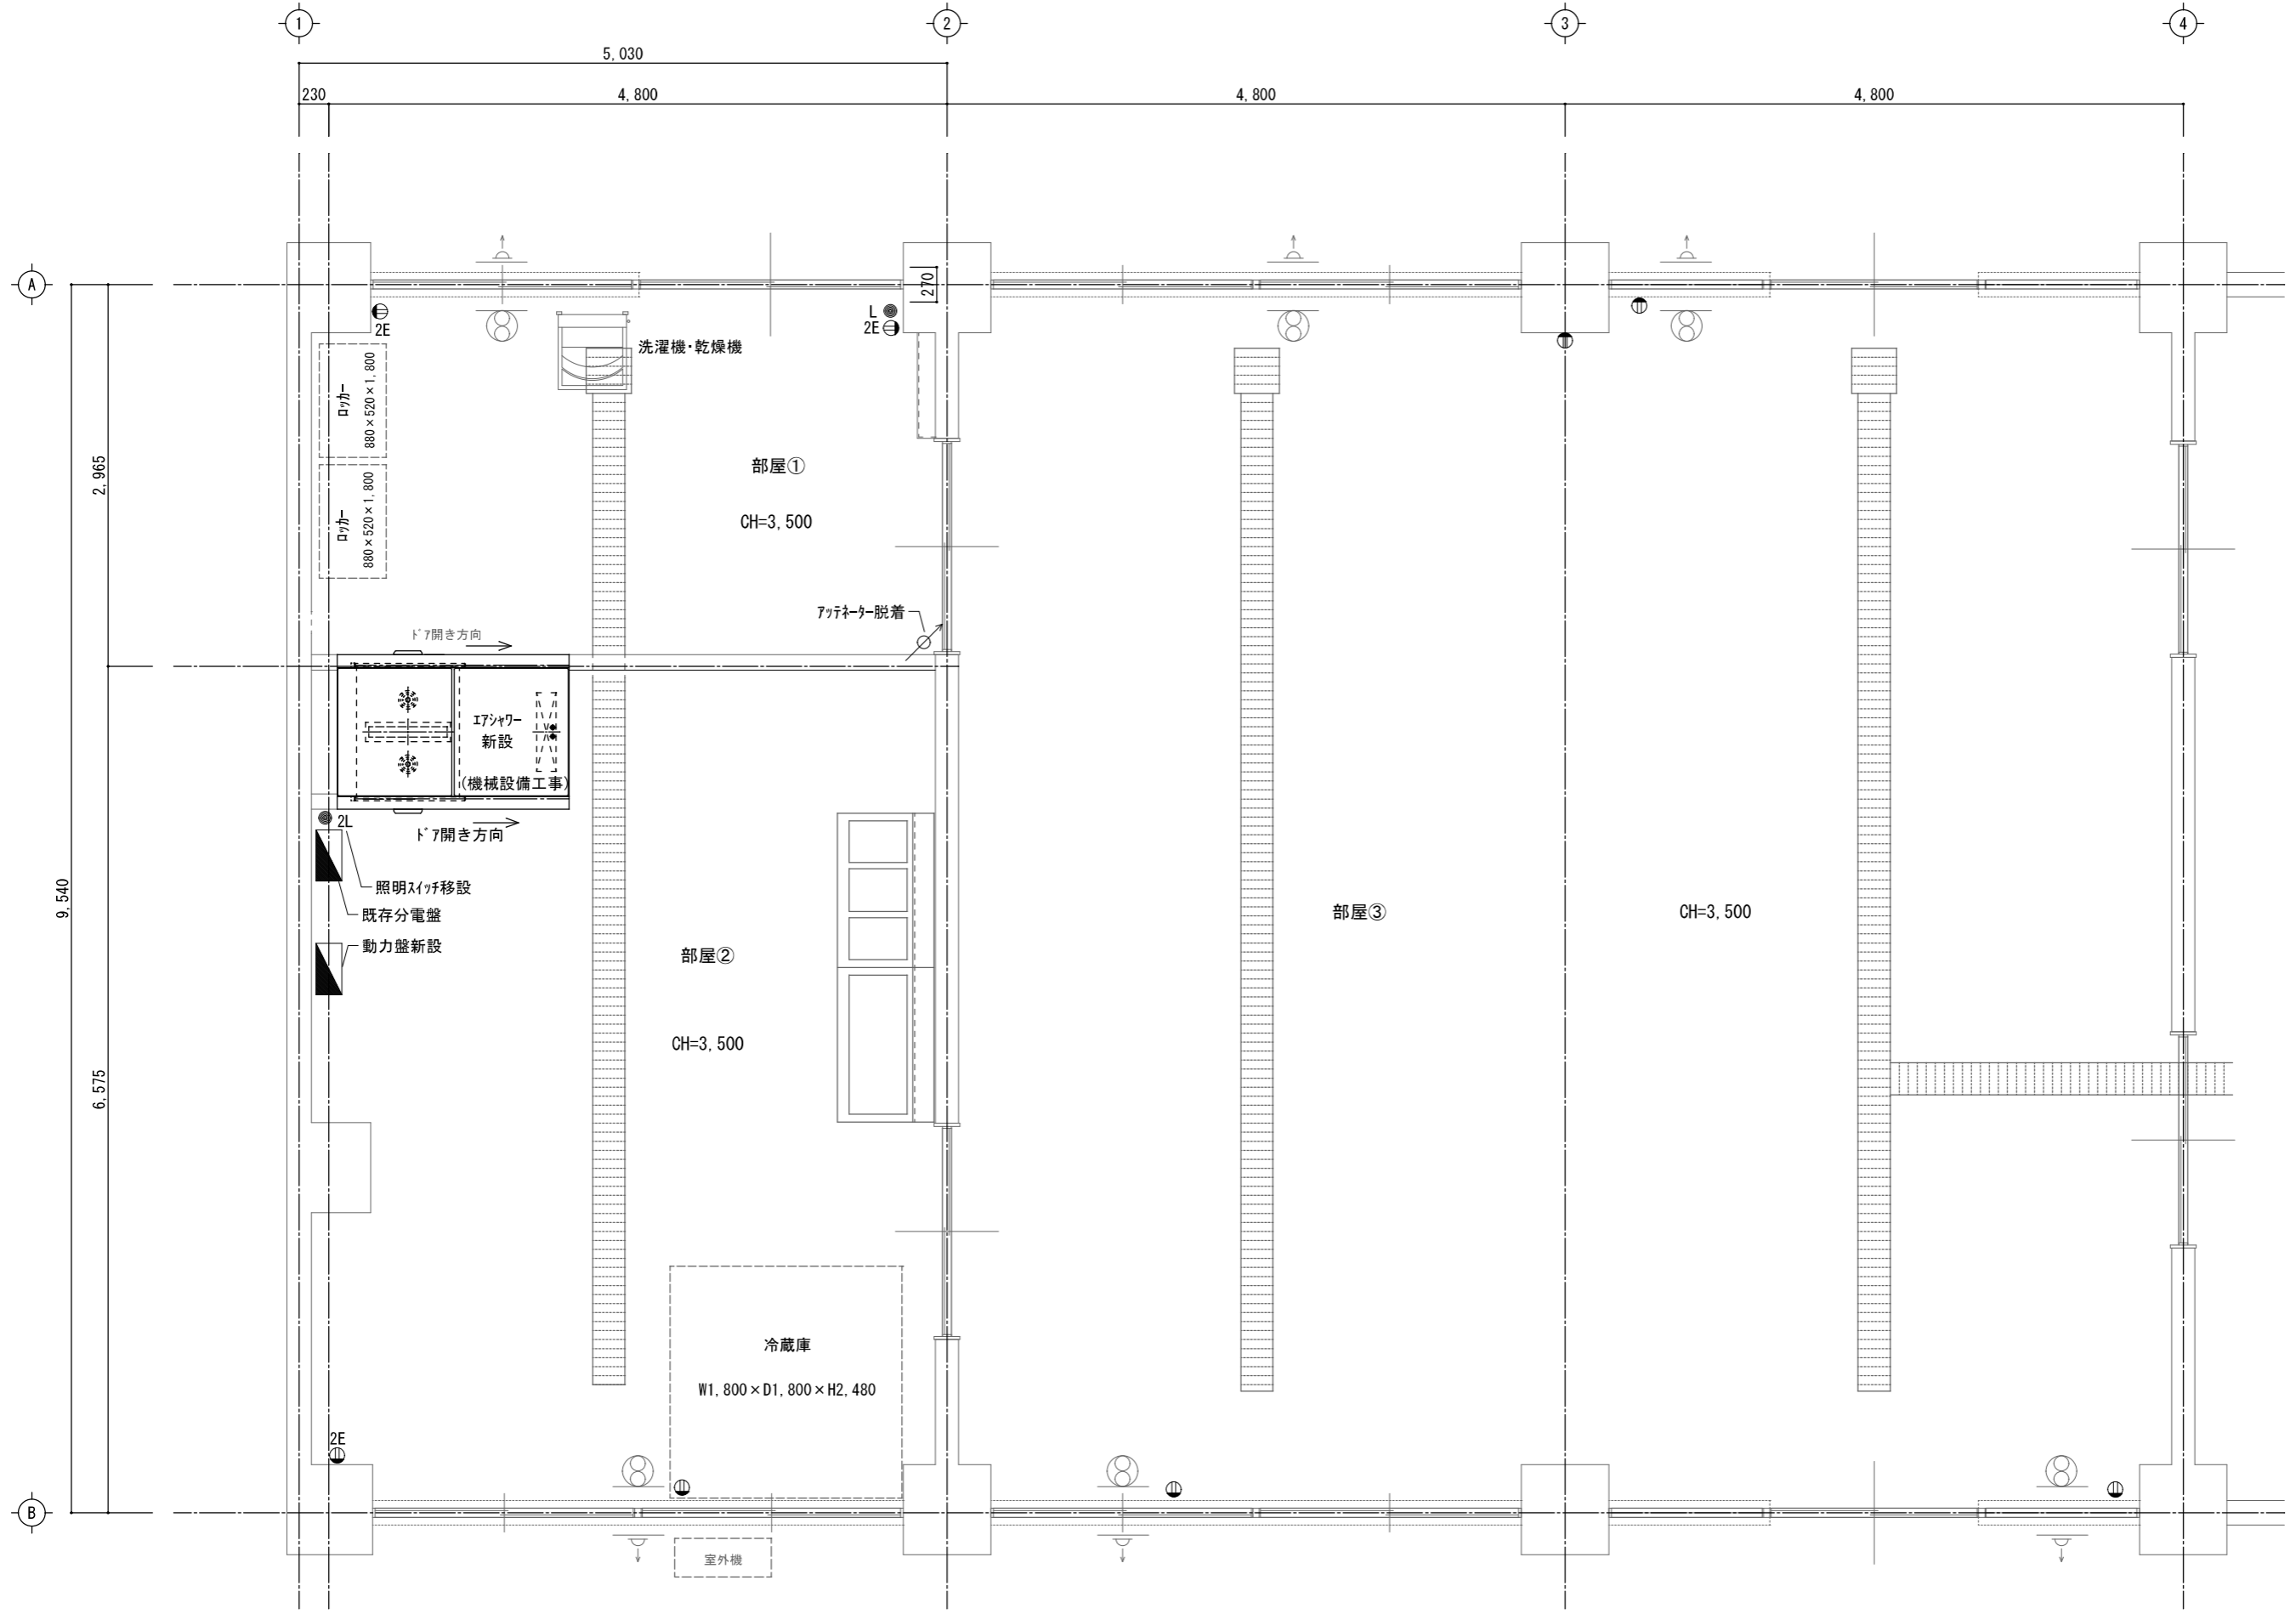 1
2
3
4
5,030
230
4,800
4,800
4,800
A
270
L
2E
2E
洗濯機・乾燥機
ロッカー
880×520×1,800
ロッカー
880×520×1,800
2,965
部屋①
CH=3,500
アッテネーター脱着
ドア開き方向
エアシャワー
新設
(機械設備工事)
2L
ドア開き方向
照明スイッチ移設
既存分電盤
動力盤新設
9,540
部屋②
CH=3,500
部屋③
CH=3,500
6,575
冷蔵庫
W1,800×D1,800×H2,480
2E
B
室外機